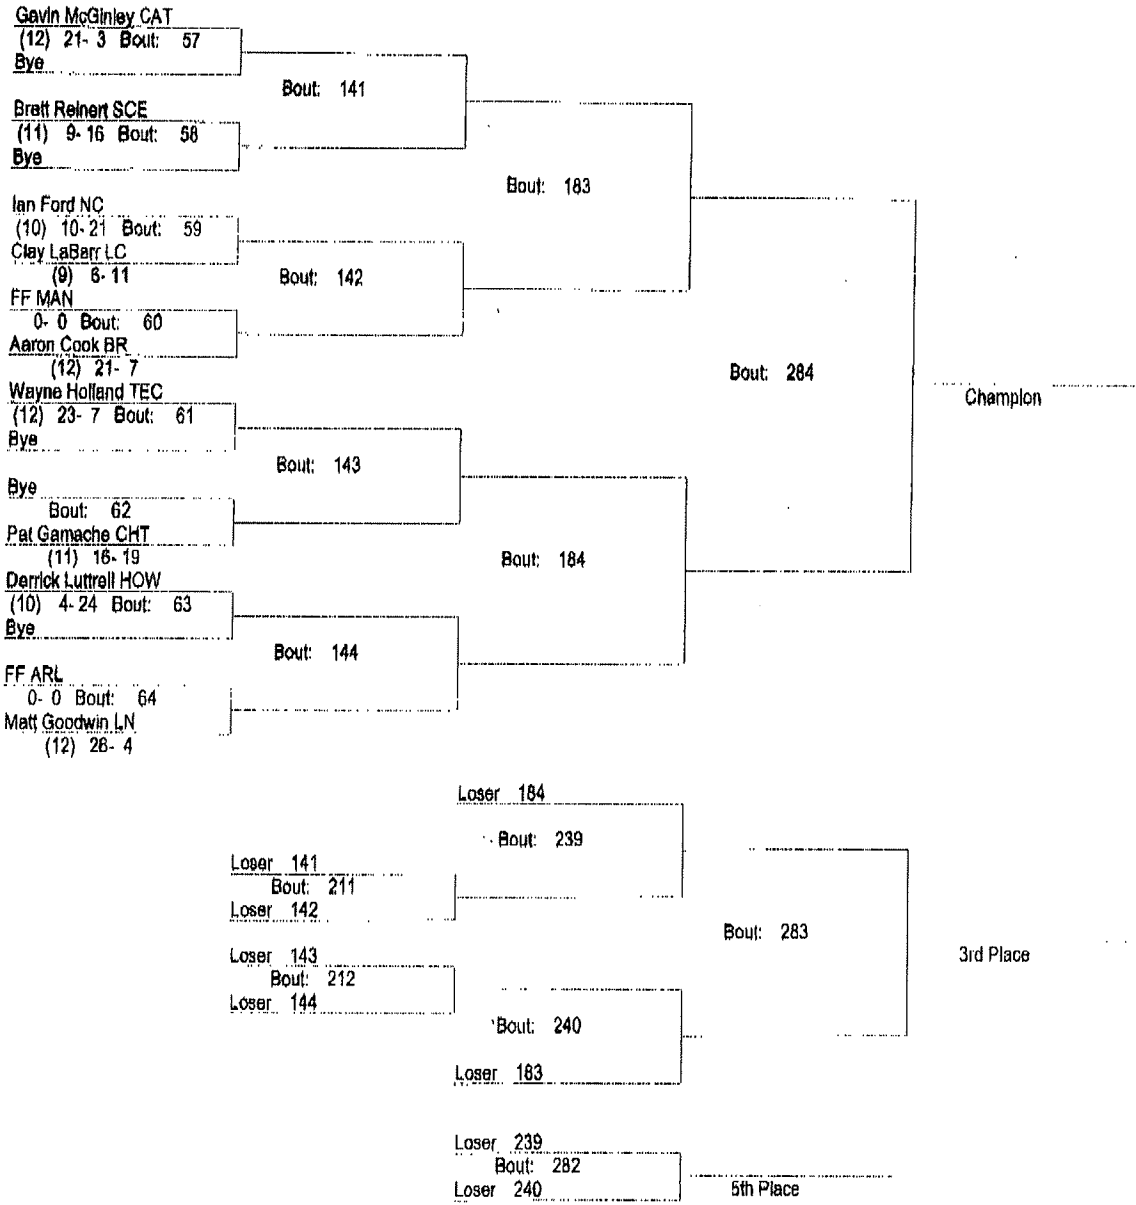 Gavin McGinley CAT
(12) 21- 3 Bout: 57
Bye
Bout: 141
Brett Reinert SCE
(11) 9- 16 Bout: 58
Bye
Bout: 183
Ian Ford NC
(10) 10- 21 Bout: 59
Clay LaBarr LC
(9) 6- 11
Bout: 142
FF MAN
0- 0 Bout: 60
Aaron Cook BR
(12) 21- 7
Bout: 284
Champion
Wayne Holland TEC
(12) 23- 7 Bout: 61
Bye
Bout: 143
Bye
Bout: 62
Pat Gamache CHT
(11) 16- 19
Bout: 184
Derrick Luttrell HOW
(10) 4- 24 Bout: 63
Bye
Bout: 144
FF ARL
0- 0 Bout: 64
Matt Goodwin LN
(12) 28- 4
Loser 184
Bout: 239
Loser 141
Bout: 211
Loser 142
Bout: 283
3rd Place
Loser 143
Bout: 212
Loser 144
Bout: 240
Loser 183
Loser 239
Bout: 282
Loser 240
5th Place